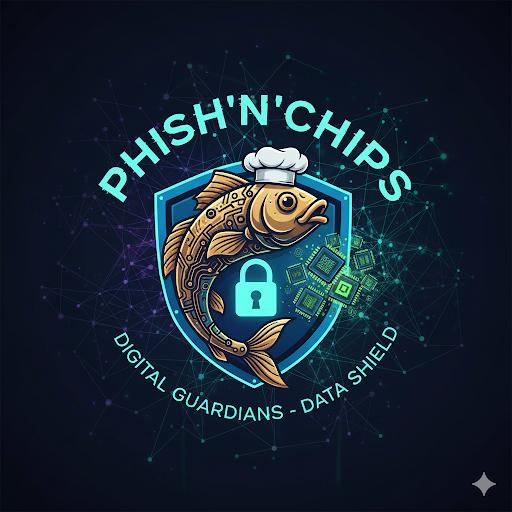 PHISH'N'CHIPS
DIGITAL GUARDIANS - DATA SHIELD